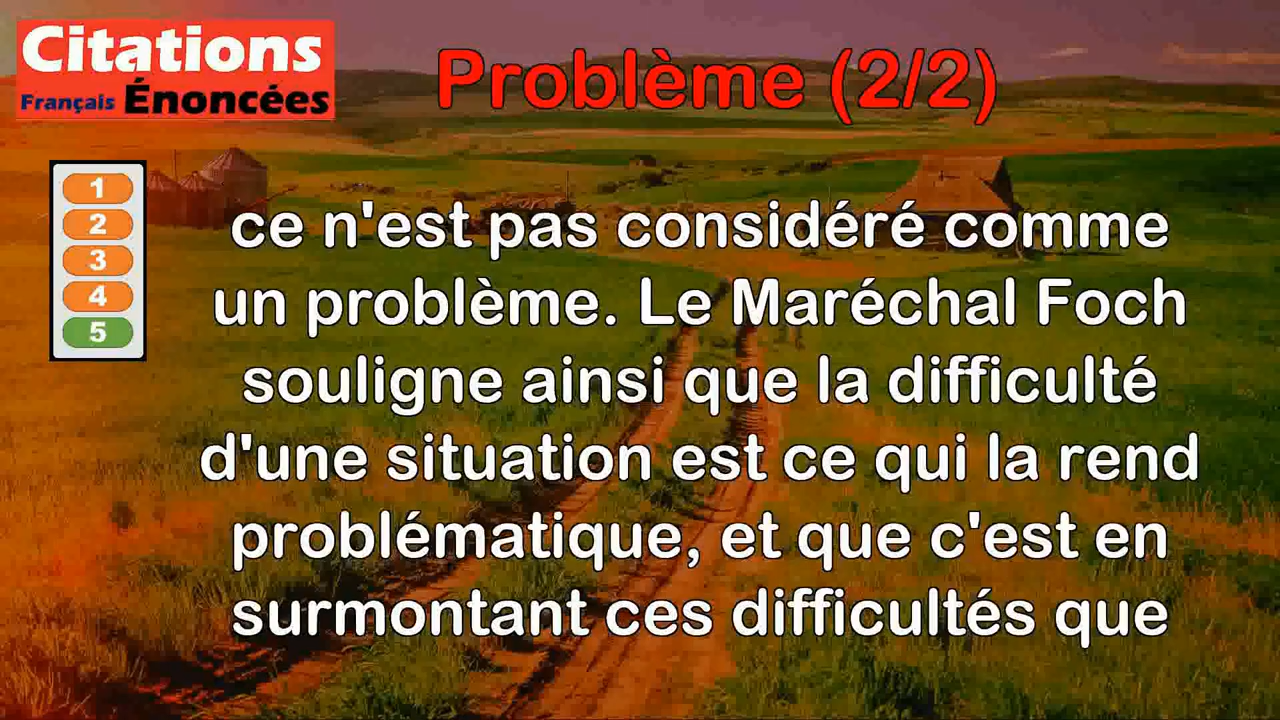 Citations
Français Énoncées
Problème (2/2)
1
2
3
4
5
ce n'est pas considéré comme
un problème. Le Maréchal Foch
souligne ainsi que la difficulté
d'une situation est ce qui la rend
problématique, et que c'est en
surmontant ces difficultés que